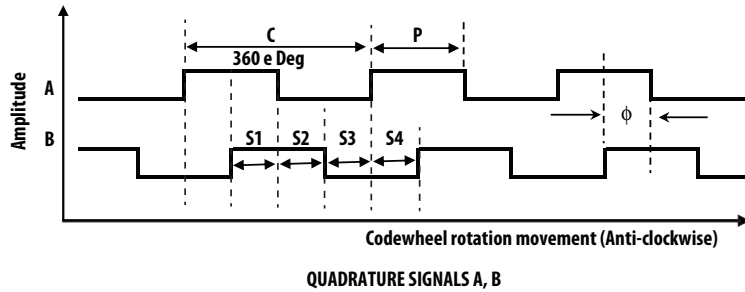 C
P
360 e Deg
Amplitude
A
ϕ
B
S1 S2 S3 S4
Codewheel rotation movement (Anti-clockwise)
QUADRATURE SIGNALS A, B